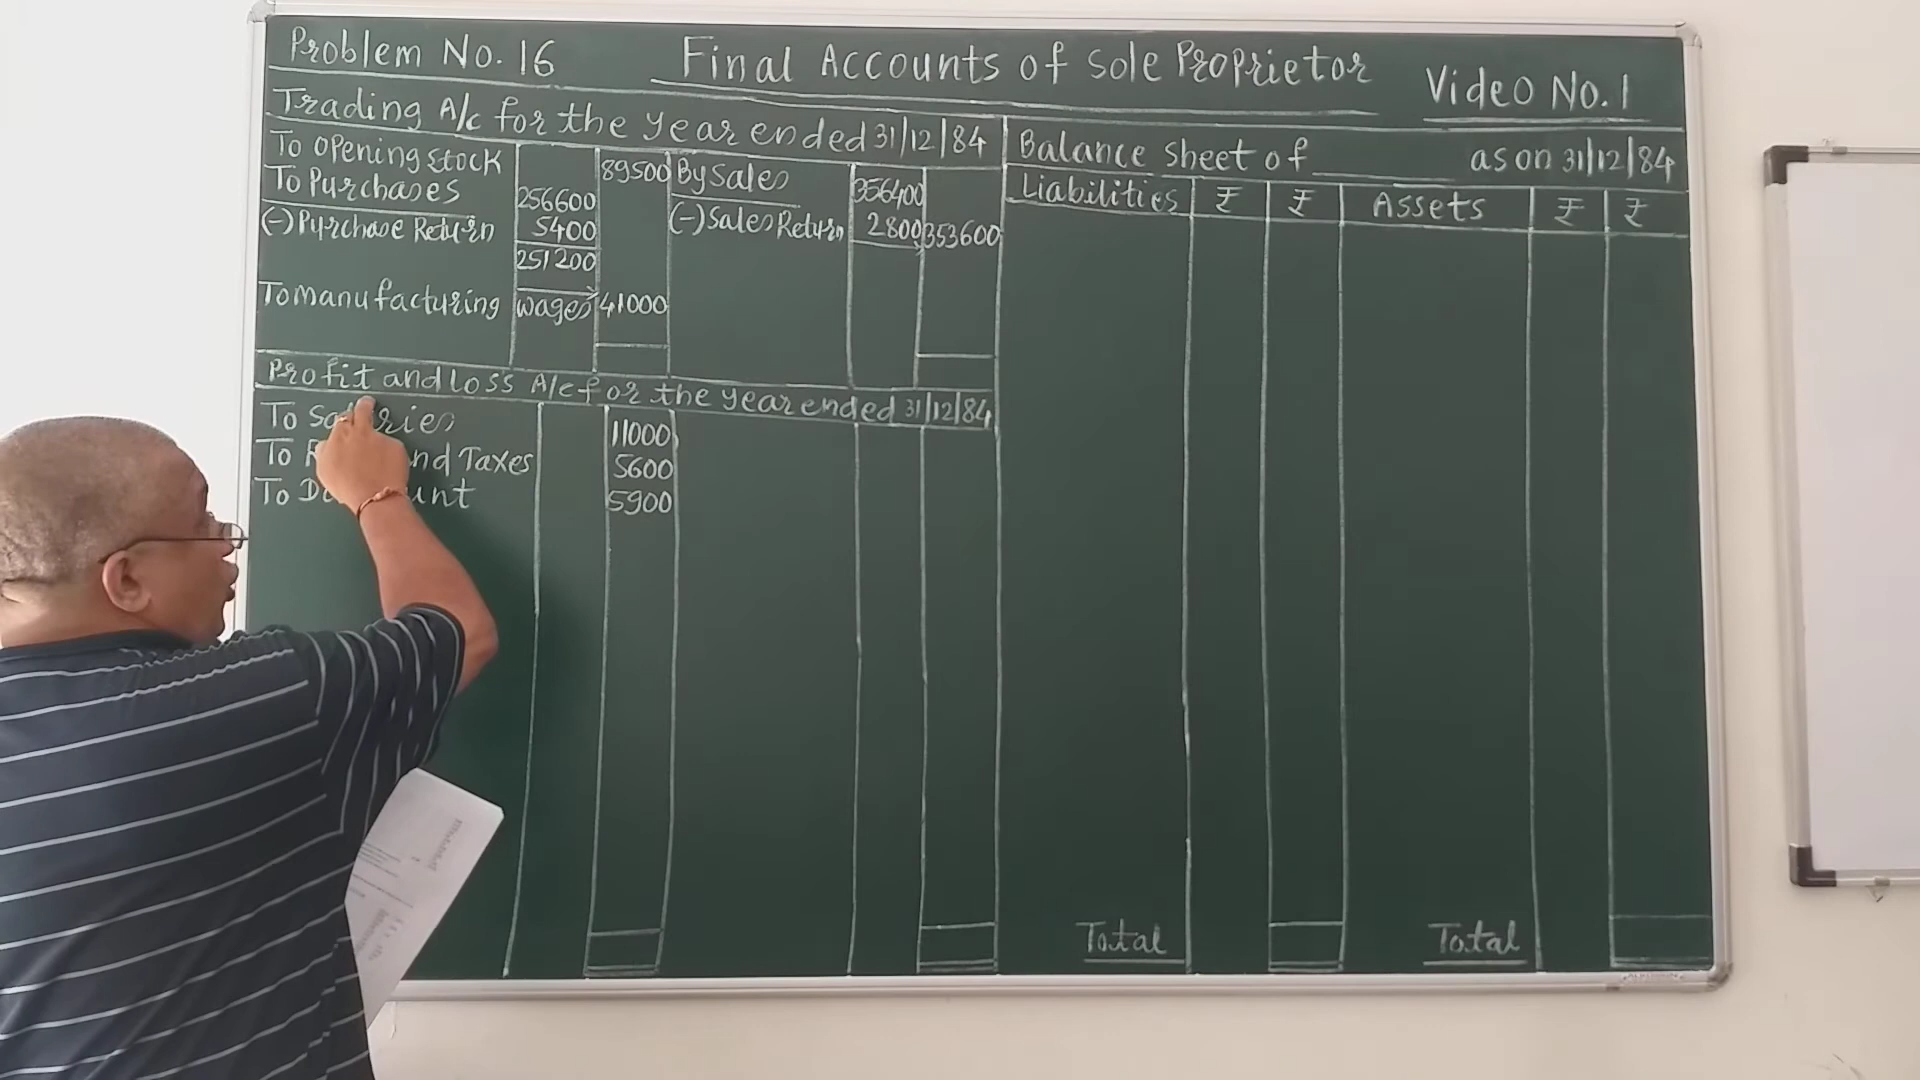 Problem No. 16
Final Accounts of Sole Proprietor
Video No. 1
Trading A/c for the year ended 31/12/84
To Opening Stock 89500 By Sales 356400
To Purchases 256600
(-) Purchase Return 5400 (-) Sales Return 2800 353600
251200
To manufacturing wages 41000
Profit and Loss A/c for the year ended 31/12/84
To 11000
To and Taxes 5600
To 5900
Balance Sheet of as on 31/12/84
Liabilities ₹ ₹ Assets ₹ ₹
Total Total